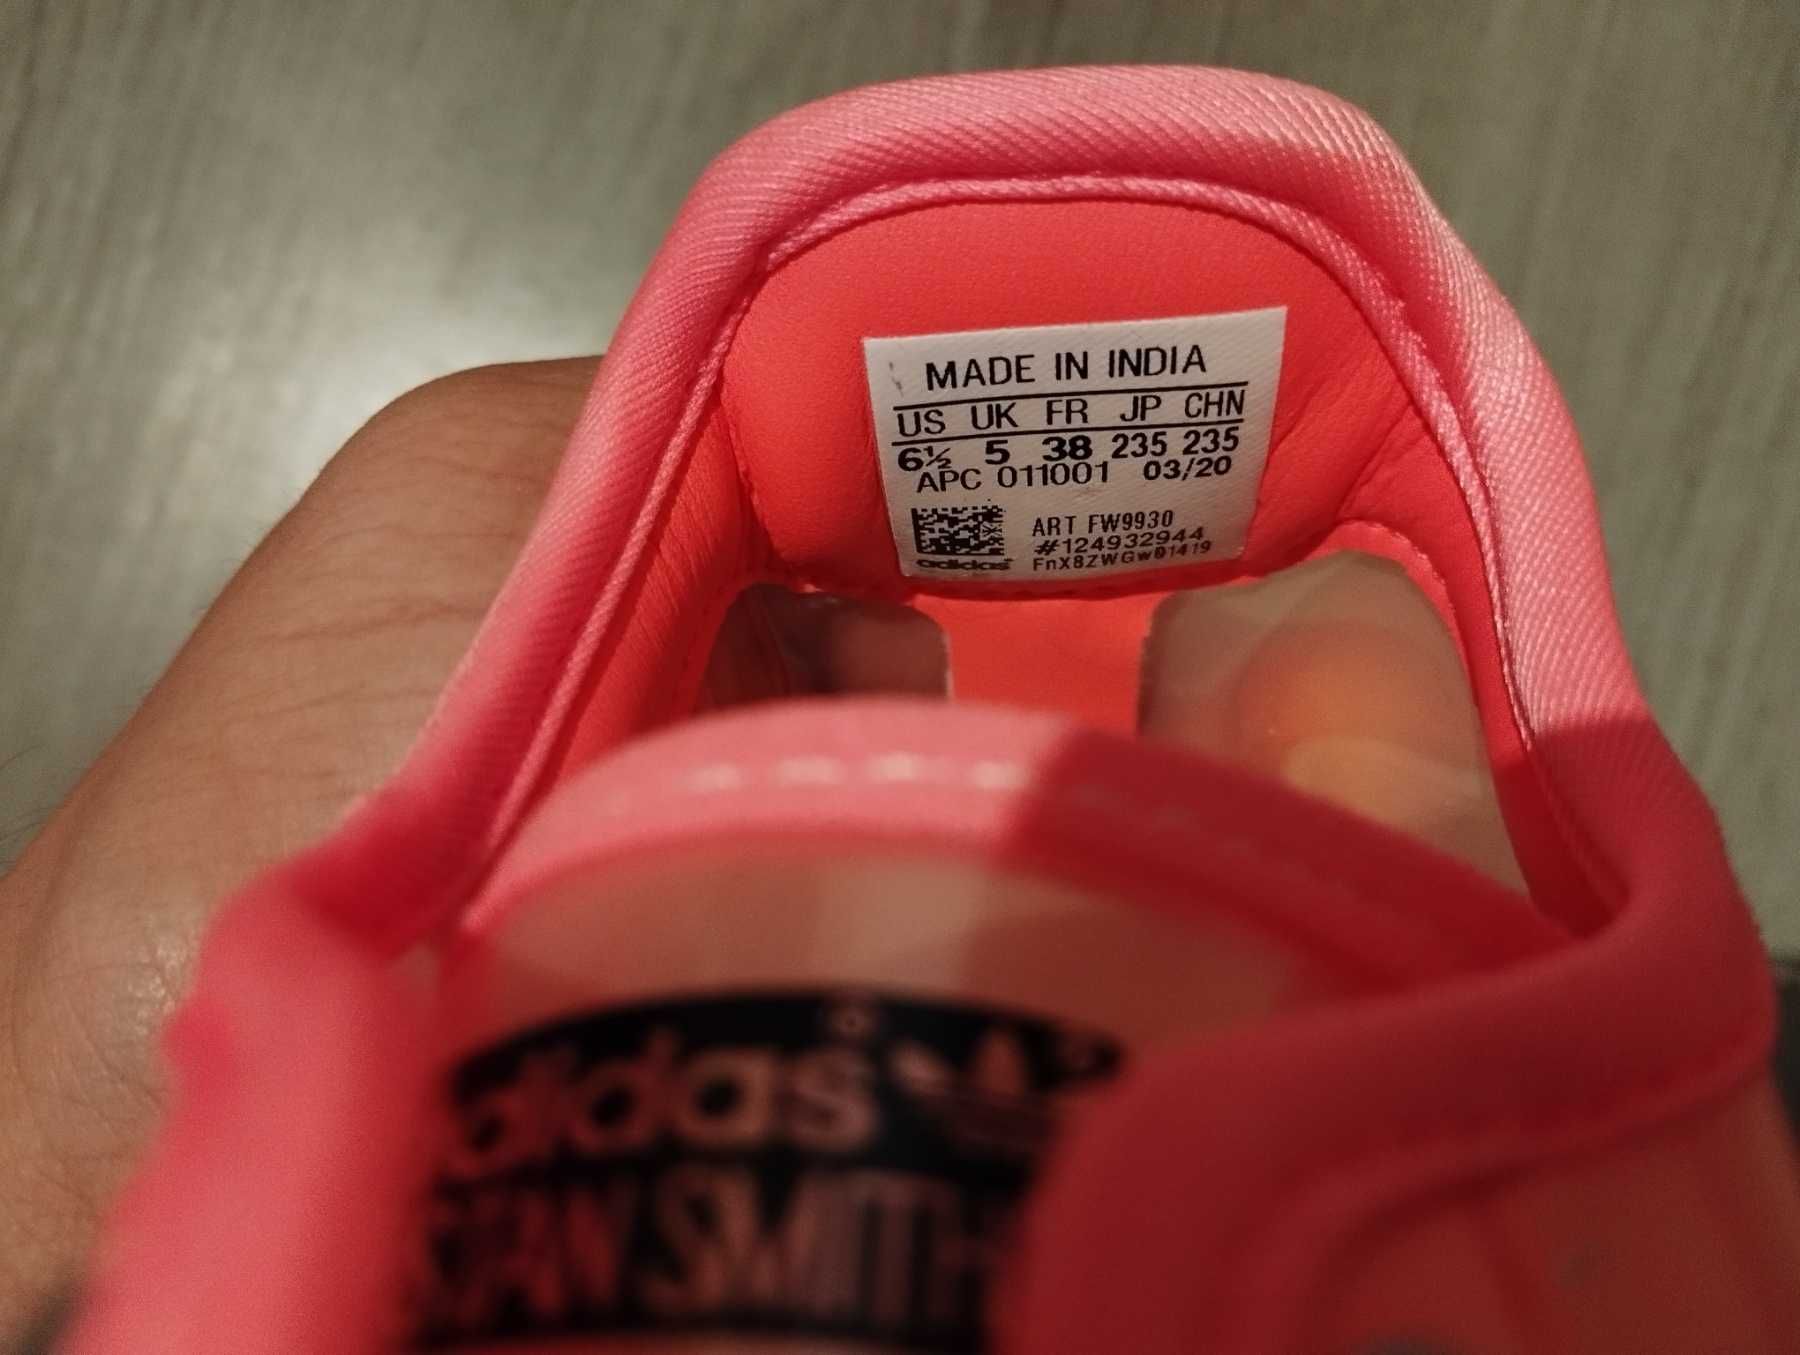 MADE IN INDIA
US UK FR JP CHN
6½ 5 38 235 235
APC 011001 03/20
ART FW9930
#124932944
adidas FnX8ZWGw01419
adidas
STAN SMITH